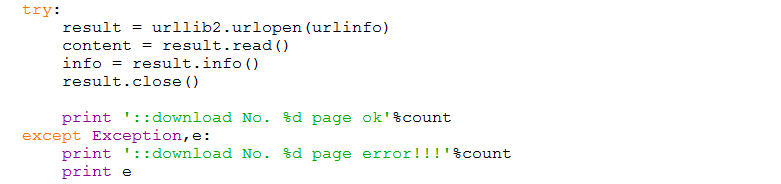 try:
    result = urllib2.urlopen(urlinfo)
    content = result.read()
    info = result.info()
    result.close()

    print '::download No. %d page ok'%count
except Exception,e:
    print '::download No. %d page error!!!'%count
    print e